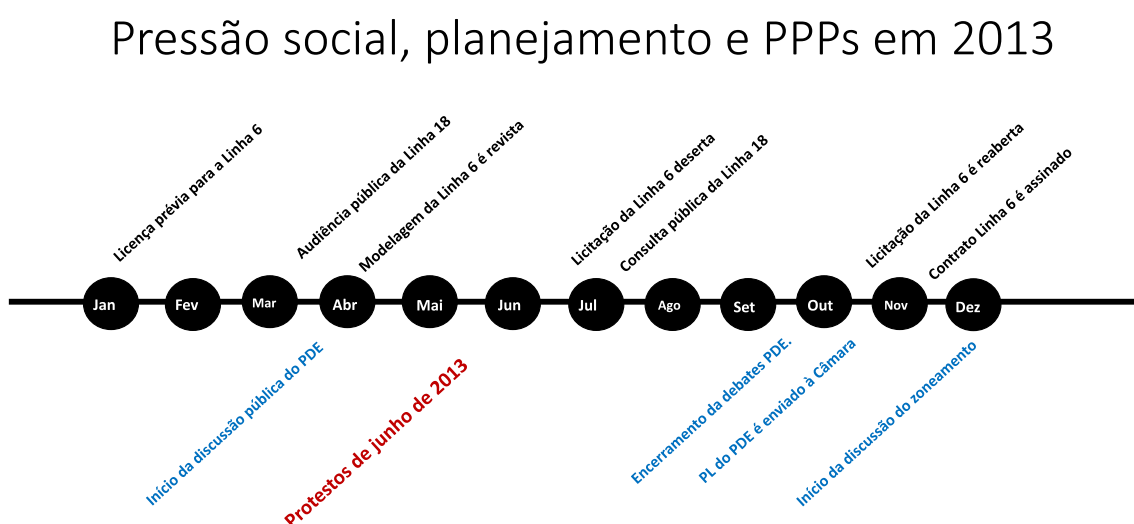 Pressão social, planejamento e PPPs em 2013
Licença prévia para a Linha 6
Audiência pública da Linha 18
Modelagem da Linha 6 é revista
Licitação da Linha 6 deserta
Consulta pública da Linha 18
Licitação da Linha 6 é reaberta
Contrato Linha 6 é assinado
Jan
Fev
Mar
Abr
Mai
Jun
Jul
Ago
Set
Out
Nov
Dez
Início da discussão pública do PDE
Protestos de junho de 2013
Encerramento da debates PDE.
PL do PDE é enviado à Câmara
Início da discussão do zoneamento